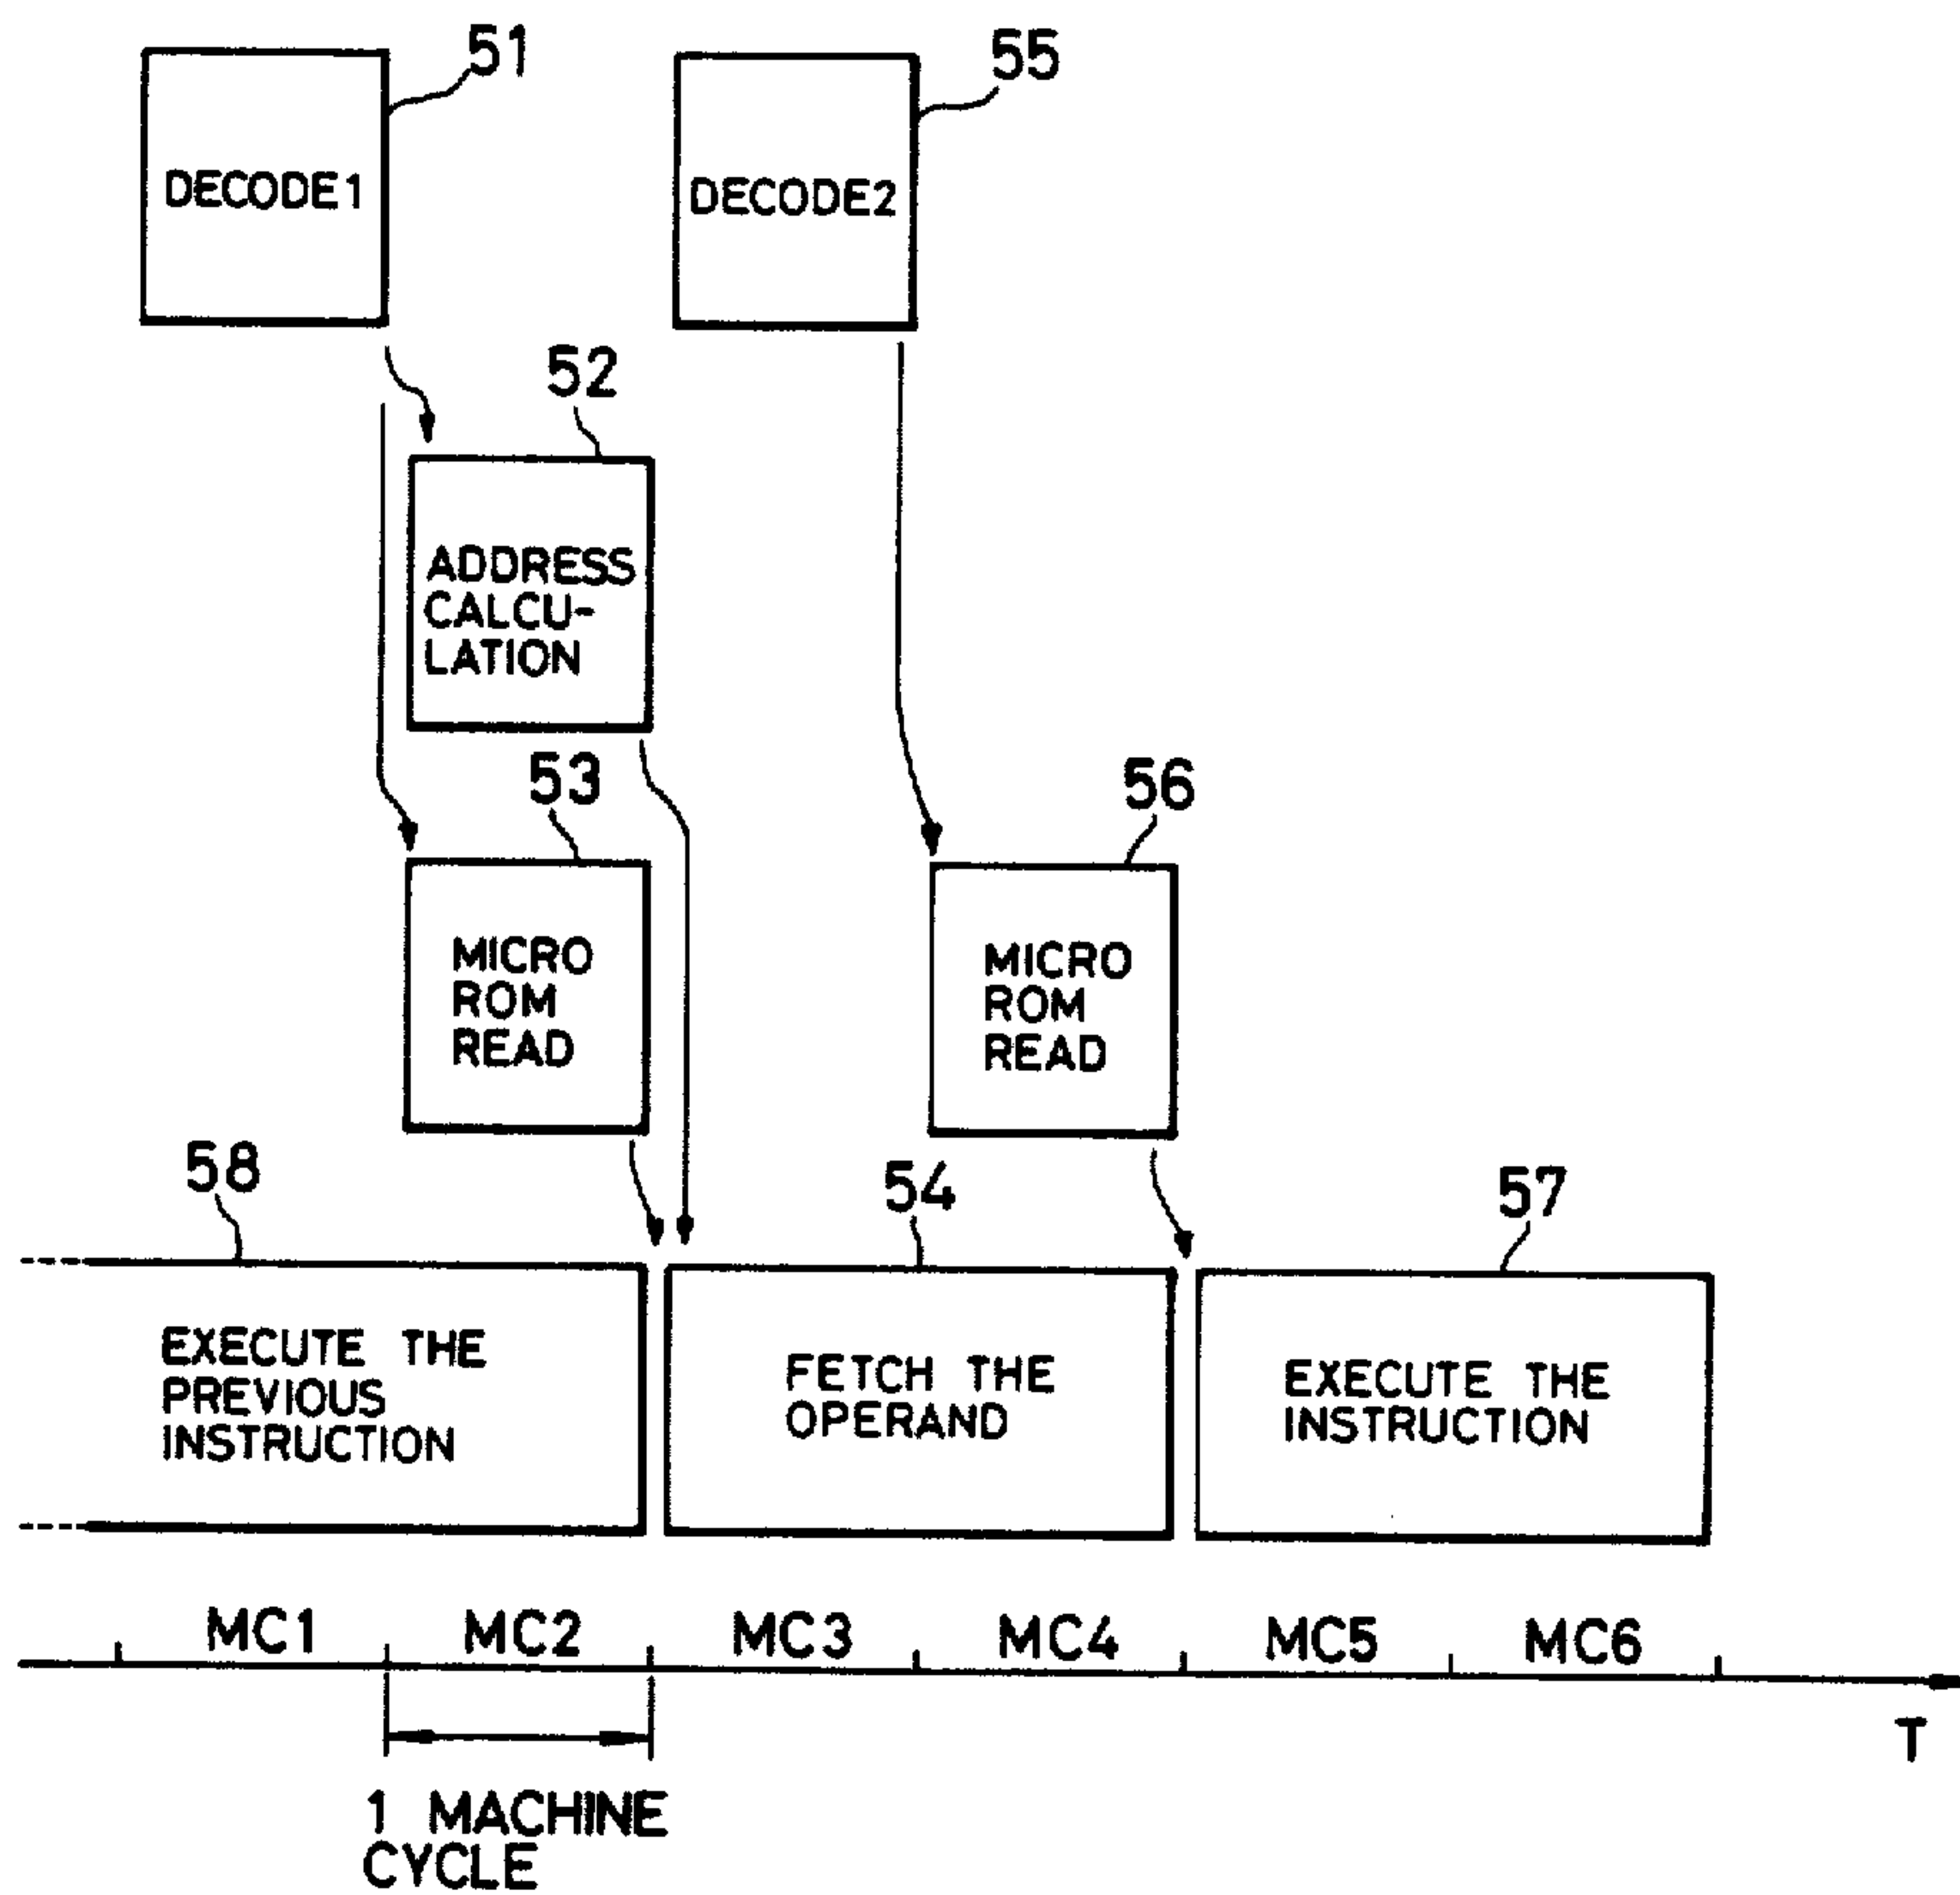 51
55
DECODE1
DECODE2
52
ADDRESS
CALCU-
LATION
53
56
MICRO
ROM
READ
MICRO
ROM
READ
58
54
57
EXECUTE THE
PREVIOUS
INSTRUCTION
FETCH THE
OPERAND
EXECUTE THE
INSTRUCTION
MC1 MC2 MC3 MC4 MC5 MC6
T
1 MACHINE
CYCLE